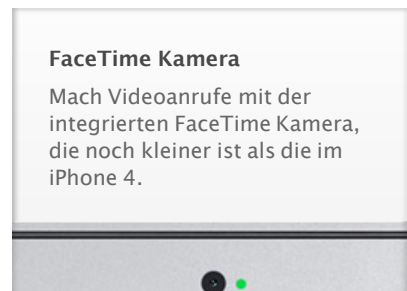 FaceTime Kamera
Mach Videoanrufe mit der
integrierten FaceTime Kamera,
die noch kleiner ist als die im
iPhone 4.